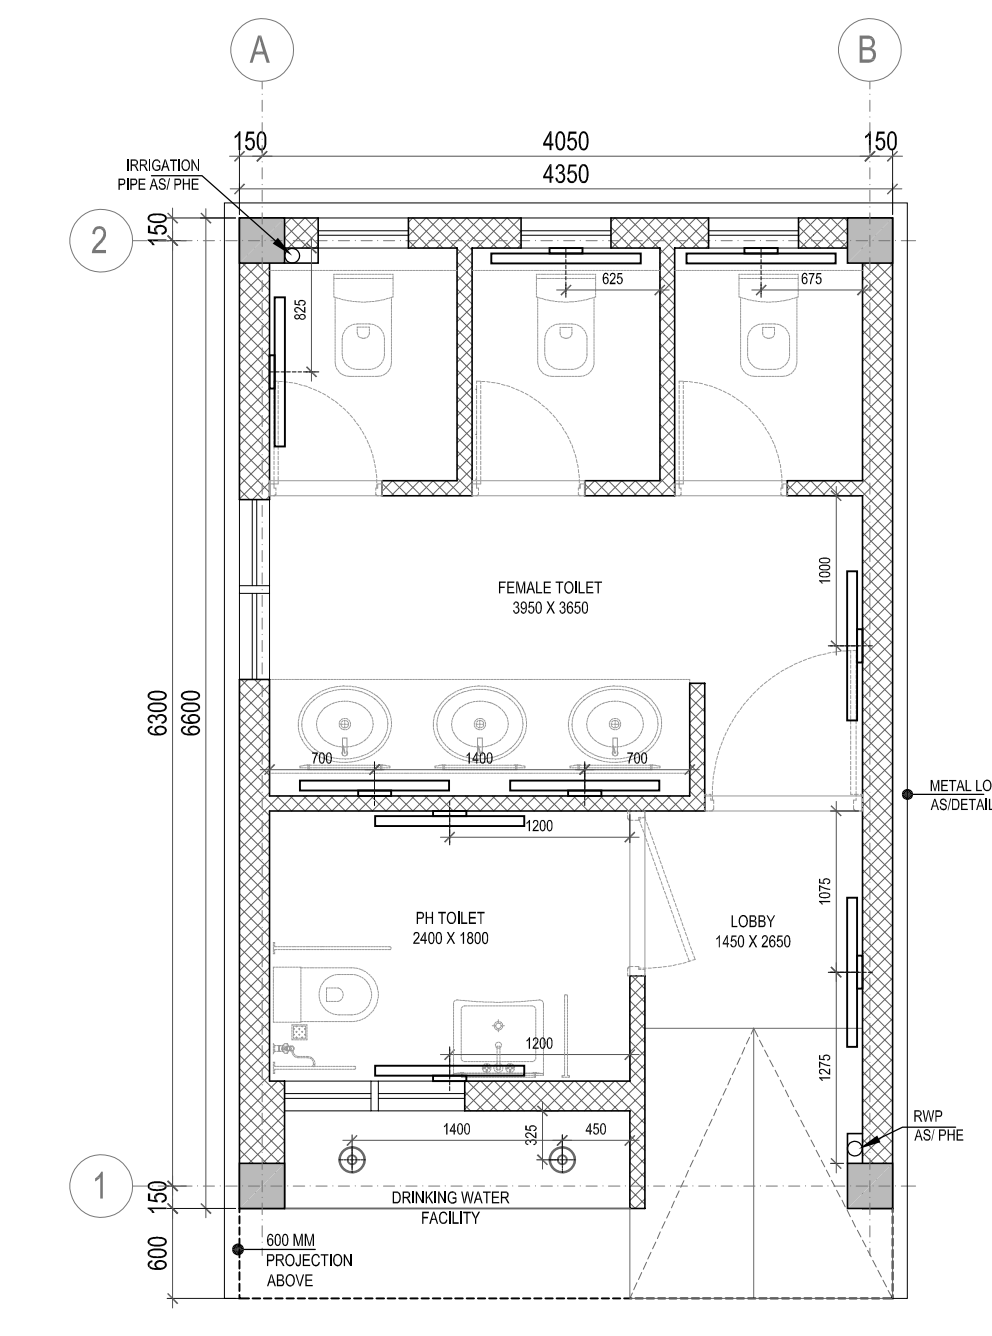 A
B
150
4050
150
4350
IRRIGATION
PIPE AS/ PHE
2
150
825
625
675
FEMALE TOILET
3950 X 3650
1000
6300
6600
700
1400
700
METAL LO
AS/DETAIL
1200
1075
PH TOILET
2400 X 1800
LOBBY
1450 X 2650
1200
1275
1400
325
450
RWP
AS/ PHE
1
150
DRINKING WATER
FACILITY
600
600 MM
PROJECTION
ABOVE